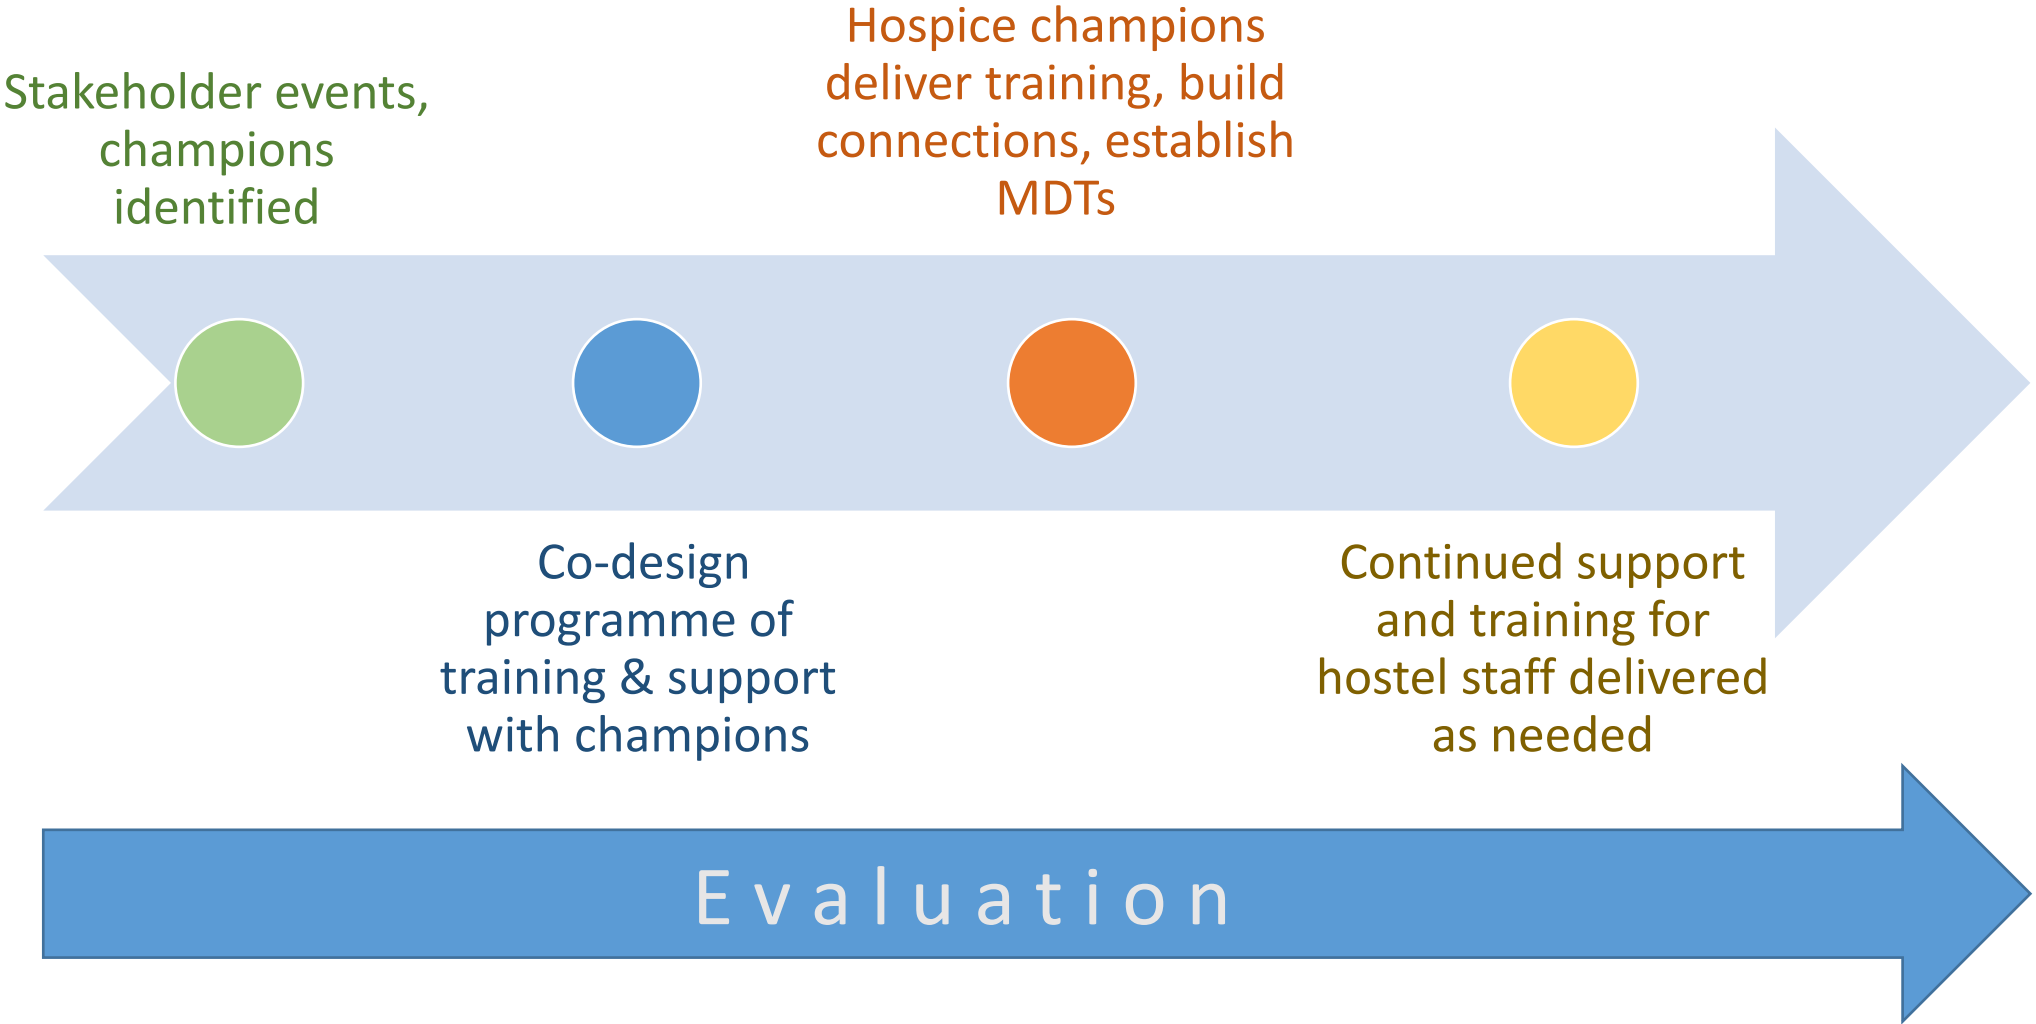 Stakeholder events,
champions
identified
Co-design
programme of
training & support
with champions
Hospice champions
deliver training, build
connections, establish
MDTs
Continued support
and training for
hostel staff delivered
as needed
Evaluation